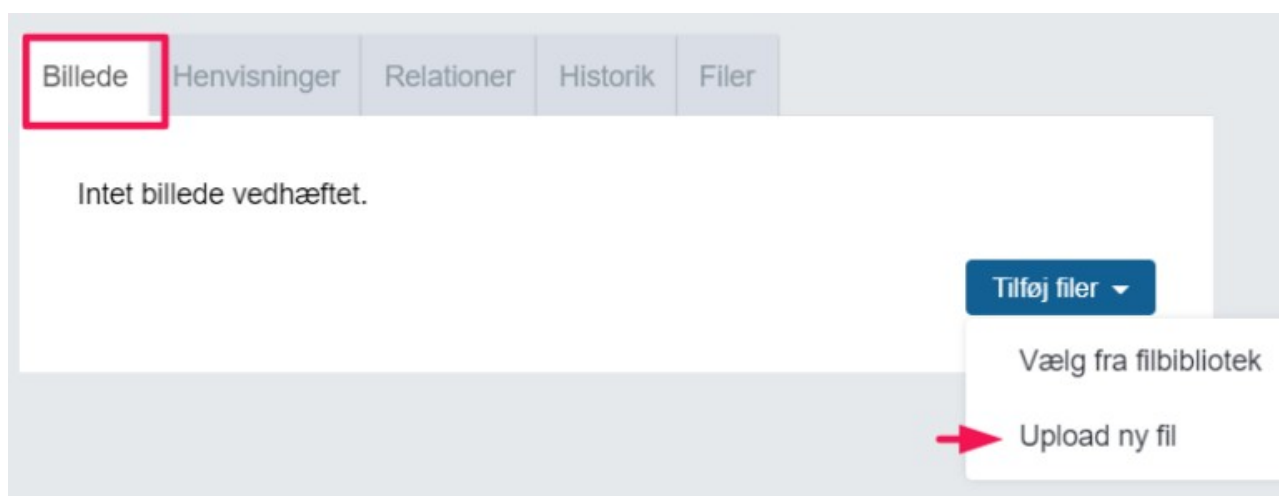 Billede Henvisninger Relationer Historik Filer
Intet billede vedhæftet.
Tilføj filer
Vælg fra filbibliotek
Upload ny fil